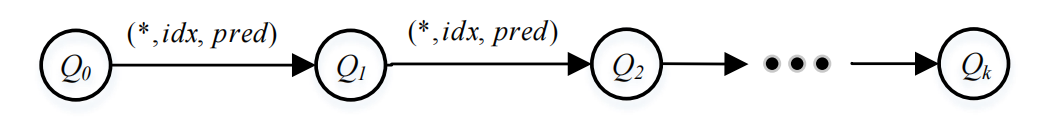 (*,idx, pred) (*,idx, pred)
Q0 Q1 Q2 Qk